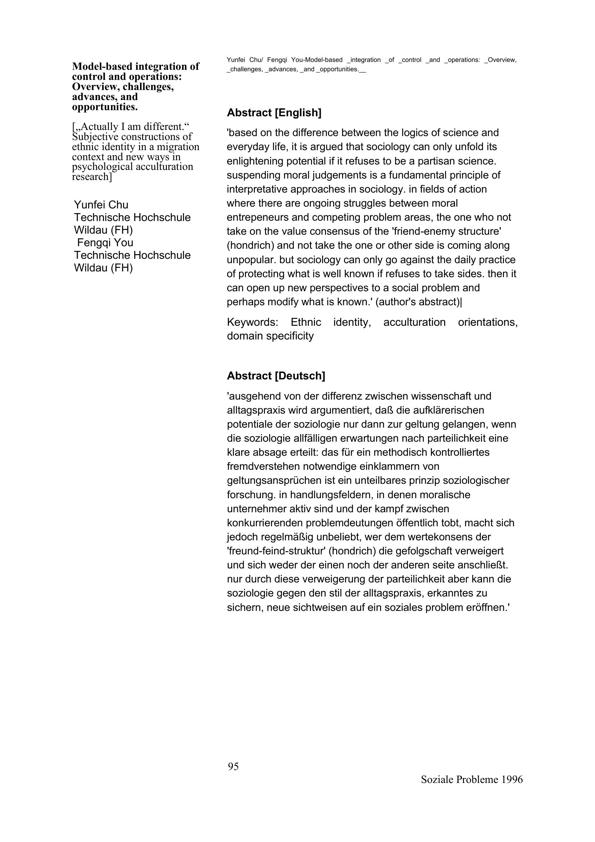 Model-based integration of
control and operations:
Overview, challenges,
advances, and
opportunities.
[„Actually I am different.“
Subjective constructions of
ethnic identity in a migration
context and new ways in
psychological acculturation
research]
Yunfei Chu
Technische Hochschule
Wildau (FH)
Fengqi You
Technische Hochschule
Wildau (FH)
Yunfei Chu/ Fengqi You-Model-based _integration _of _control _and _operations: _Overview,
_challenges, _advances, _and _opportunities.__
Abstract [English]
'based on the difference between the logics of science and
everyday life, it is argued that sociology can only unfold its
enlightening potential if it refuses to be a partisan science.
suspending moral judgements is a fundamental principle of
interpretative approaches in sociology. in fields of action
where there are ongoing struggles between moral
entrepeneurs and competing problem areas, the one who not
take on the value consensus of the 'friend-enemy structure'
(hondrich) and not take the one or other side is coming along
unpopular. but sociology can only go against the daily practice
of protecting what is well known if refuses to take sides. then it
can open up new perspectives to a social problem and
perhaps modify what is known.' (author's abstract)|
Keywords: Ethnic identity, acculturation orientations,
domain specificity
Abstract [Deutsch]
'ausgehend von der differenz zwischen wissenschaft und
alltagspraxis wird argumentiert, daß die aufklärerischen
potentiale der soziologie nur dann zur geltung gelangen, wenn
die soziologie allfälligen erwartungen nach parteilichkeit eine
klare absage erteilt: das für ein methodisch kontrolliertes
fremdverstehen notwendige einklammern von
geltungsansprüchen ist ein unteilbares prinzip soziologischer
forschung. in handlungsfeldern, in denen moralische
unternehmer aktiv sind und der kampf zwischen
konkurrierenden problemdeutungen öffentlich tobt, macht sich
jedoch regelmäßig unbeliebt, wer dem wertekonsens der
'freund-feind-struktur' (hondrich) die gefolgschaft verweigert
und sich weder der einen noch der anderen seite anschließt.
nur durch diese verweigerung der parteilichkeit aber kann die
soziologie gegen den stil der alltagspraxis, erkanntes zu
sichern, neue sichtweisen auf ein soziales problem eröffnen.'
95
Soziale Probleme 1996